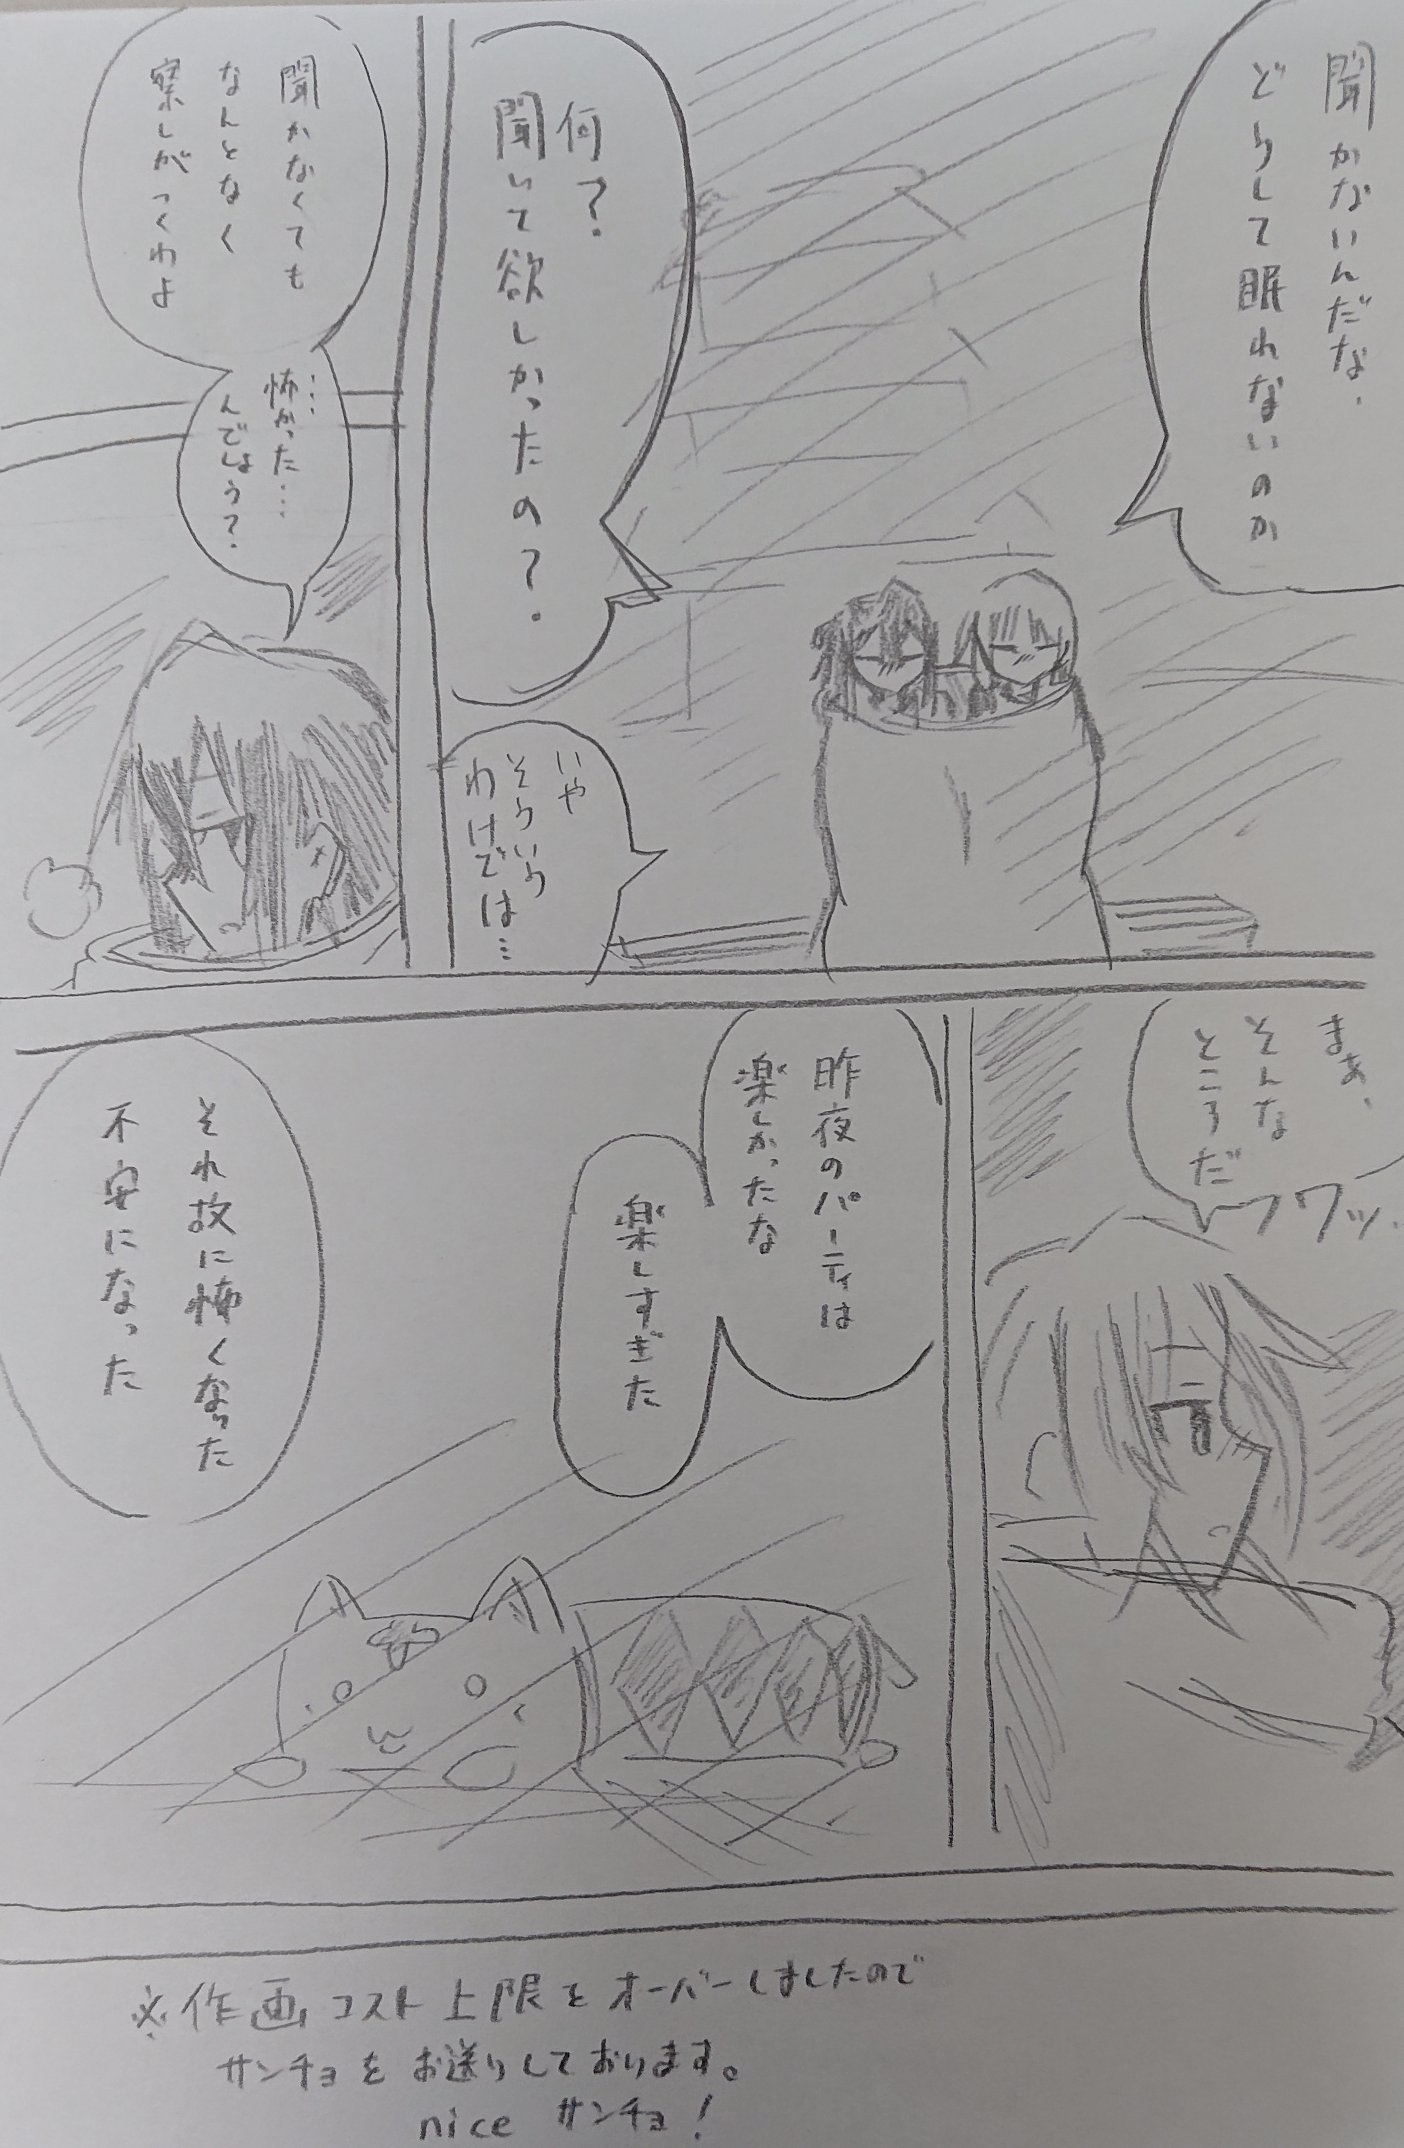 聞かないんだな、
どうして眠れないのか
何?
聞いて欲しかったの?
いや
そういう
わけでは…
聞かなくても
なんとなく
察しがつくわよ
…怖かった…
んでしょう?
まぁ、
そんな
ところだ
フワッ
昨夜のパーティは
楽しかったな
楽しすぎた
それ故に怖くなった
不安になった
※作画コスト上限をオーバーしましたので
サンチョをお送りしております。
nice サンチョ!